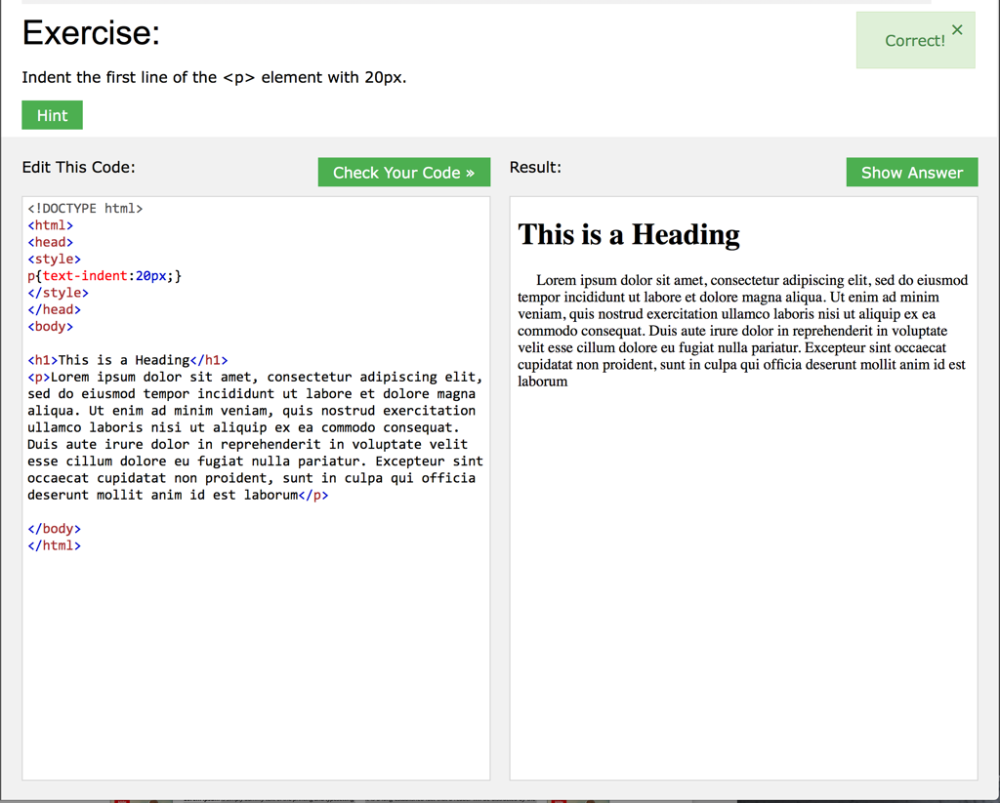 Exercise:
Correct! ×
Indent the first line of the <p> element with 20px.
Hint
Edit This Code:
Check Your Code »
Result:
Show Answer
<!DOCTYPE html>
<html>
<head>
<style>
p{text-indent:20px;}
</style>
</head>
<body>
<h1>This is a Heading</h1>
<p>Lorem ipsum dolor sit amet, consectetur adipiscing elit,
sed do eiusmod tempor incididunt ut labore et dolore magna
aliqua. Ut enim ad minim veniam, quis nostrud exercitation
ullamco laboris nisi ut aliquip ex ea commodo consequat.
Duis aute irure dolor in reprehenderit in voluptate velit
esse cillum dolore eu fugiat nulla pariatur. Excepteur sint
occaecat cupidatat non proident, sunt in culpa qui officia
deserunt mollit anim id est laborum</p>
</body>
</html>
This is a Heading
Lorem ipsum dolor sit amet, consectetur adipiscing elit, sed do eiusmod
tempor incididunt ut labore et dolore magna aliqua. Ut enim ad minim
veniam, quis nostrud exercitation ullamco laboris nisi ut aliquip ex ea
commodo consequat. Duis aute irure dolor in reprehenderit in voluptate
velit esse cillum dolore eu fugiat nulla pariatur. Excepteur sint occaecat
cupidatat non proident, sunt in culpa qui officia deserunt mollit anim id est
laborum